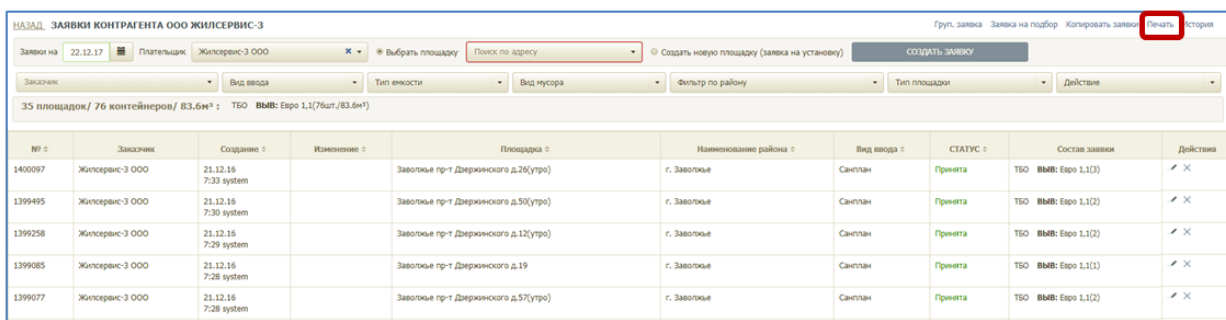 НАЗАД ЗАЯВКИ КОНТРАГЕНТА ООО ЖИЛСЕРВИС-3 Груп. заявка Заявка на подбор Копировать заявки Печать История
Заявки на 22.12.17 Плательщик Жилсервис-3 ООО Выбрать площадку Поиск по адресу Создать новую площадку (заявка на установку) СОЗДАТЬ ЗАЯВКУ
Заказчик Вид ввода Тип емкости Вид мусора Фильтр по району Тип площадки Действие
35 площадок/ 76 контейнеров/ 83.6м³ : ТБО ВЫВ: Евро 1,1(76шт./83.6м³)
№ Заказчик Создание Изменение Площадка Наименование района Вид ввода СТАТУС Состав заявки Действия
1400097 Жилсервис-3 ООО 21.12.16 Заволжье пр-т Дзержинского д.26(утро) г. Заволжье Санплан Принята ТБО ВЫВ: Евро 1,1(3)
7:33 system
1399495 Жилсервис-3 ООО 21.12.16 Заволжье пр-т Дзержинского д.50(утро) г. Заволжье Санплан Принята ТБО ВЫВ: Евро 1,1(2)
7:30 system
1399258 Жилсервис-3 ООО 21.12.16 Заволжье пр-т Дзержинского д.12(утро) г. Заволжье Санплан Принята ТБО ВЫВ: Евро 1,1(2)
7:29 system
1399085 Жилсервис-3 ООО 21.12.16 Заволжье пр-т Дзержинского д.19 г. Заволжье Санплан Принята ТБО ВЫВ: Евро 1,1(1)
7:28 system
1399077 Жилсервис-3 ООО 21.12.16 Заволжье пр-т Дзержинского д.57(утро) г. Заволжье Санплан Принята ТБО ВЫВ: Евро 1,1(2)
7:28 system